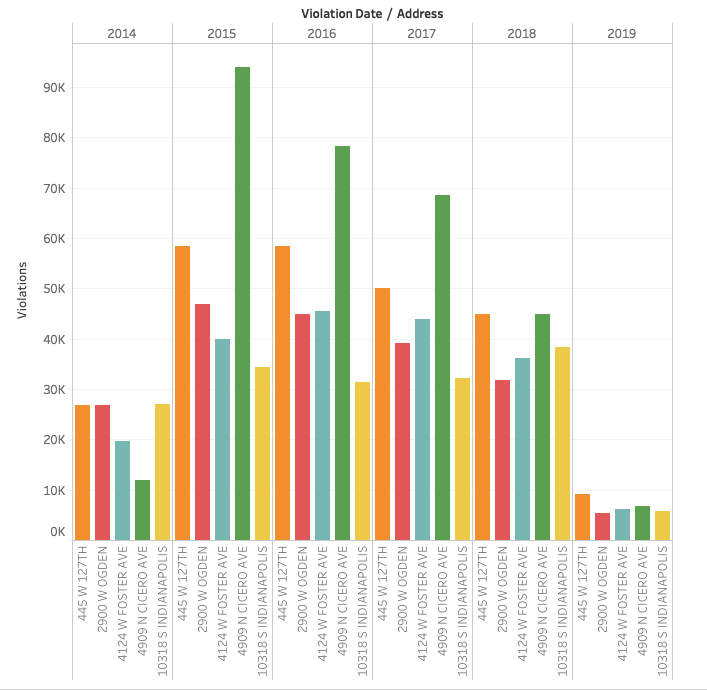 Violation Date / Address
2014 2015 2016 2017 2018 2019
Violations
90K
80K
70K
60K
50K
40K
30K
20K
10K
0K
445 W 127TH
2900 W OGDEN
4124 W FOSTER AVE
4909 N CICERO AVE
10318 S INDIANAPOLIS
445 W 127TH
2900 W OGDEN
4124 W FOSTER AVE
4909 N CICERO AVE
10318 S INDIANAPOLIS
445 W 127TH
2900 W OGDEN
4124 W FOSTER AVE
4909 N CICERO AVE
10318 S INDIANAPOLIS
445 W 127TH
2900 W OGDEN
4124 W FOSTER AVE
4909 N CICERO AVE
10318 S INDIANAPOLIS
445 W 127TH
2900 W OGDEN
4124 W FOSTER AVE
4909 N CICERO AVE
10318 S INDIANAPOLIS
445 W 127TH
2900 W OGDEN
4124 W FOSTER AVE
4909 N CICERO AVE
10318 S INDIANAPOLIS